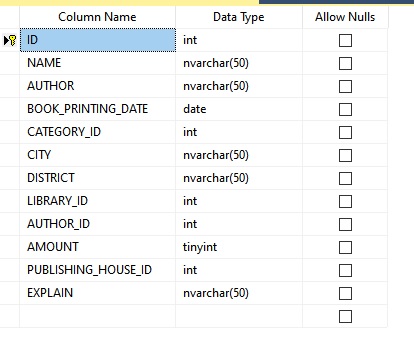 Column Name Data Type Allow Nulls
ID int
NAME nvarchar(50)
AUTHOR nvarchar(50)
BOOK_PRINTING_DATE date
CATEGORY_ID int
CITY nvarchar(50)
DISTRICT nvarchar(50)
LIBRARY_ID int
AUTHOR_ID int
AMOUNT tinyint
PUBLISHING_HOUSE_ID int
EXPLAIN nvarchar(50)